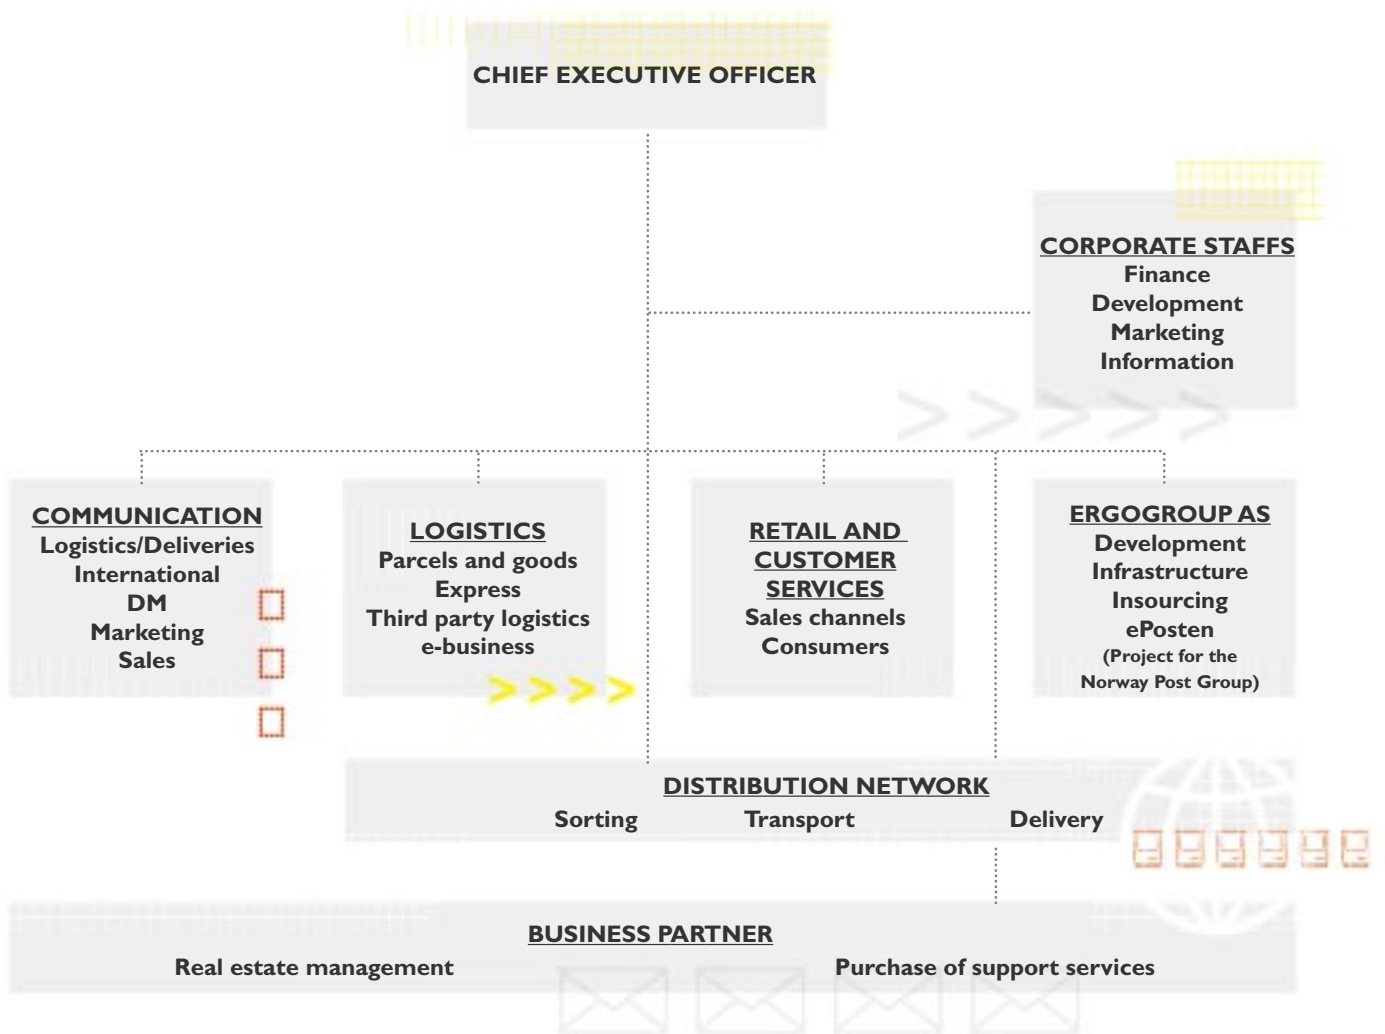 CHIEF EXECUTIVE OFFICER
CORPORATE STAFFS
Finance
Development
Marketing
Information
COMMUNICATION
Logistics/Deliveries
International
DM
Marketing
Sales
LOGISTICS
Parcels and goods
Express
Third party logistics
e-business
RETAIL AND
CUSTOMER
SERVICES
Sales channels
Consumers
ERGOGROUP AS
Development
Infrastructure
Insourcing
ePosten
(Project for the
Norway Post Group)
DISTRIBUTION NETWORK
Sorting Transport Delivery
BUSINESS PARTNER
Real estate management Purchase of support services